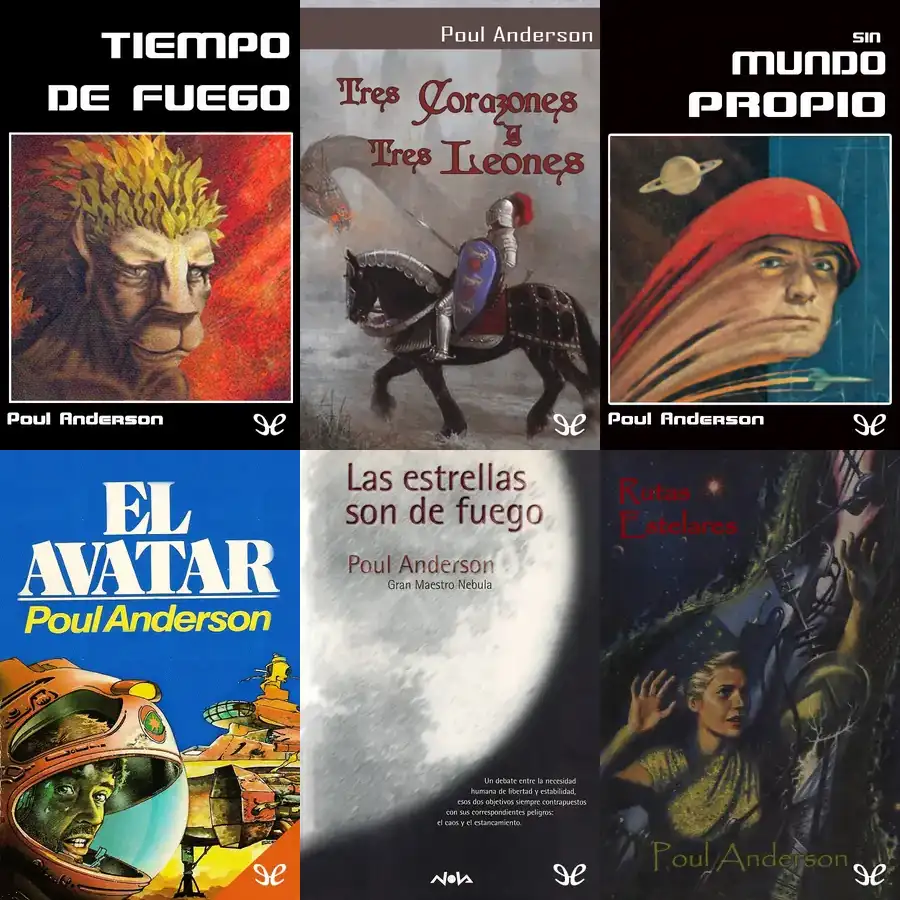 TIEMPO
DE FUEGO
Poul Anderson
Poul Anderson
Tres Corazones
y
Tres Leones
SIN
MUNDO
PROPIO
Poul Anderson
EL
AVATAR
Poul Anderson
Las estrellas
son de fuego
Poul Anderson
Gran Maestro Nebula
Un debate entre la necesidad
humana de libertad y estabilidad,
esos dos objetivos siempre contrapuestos
con sus correspondientes peligros:
el caos y el estancamiento.
NOVA
Rutas
Estelares
Poul Anderson